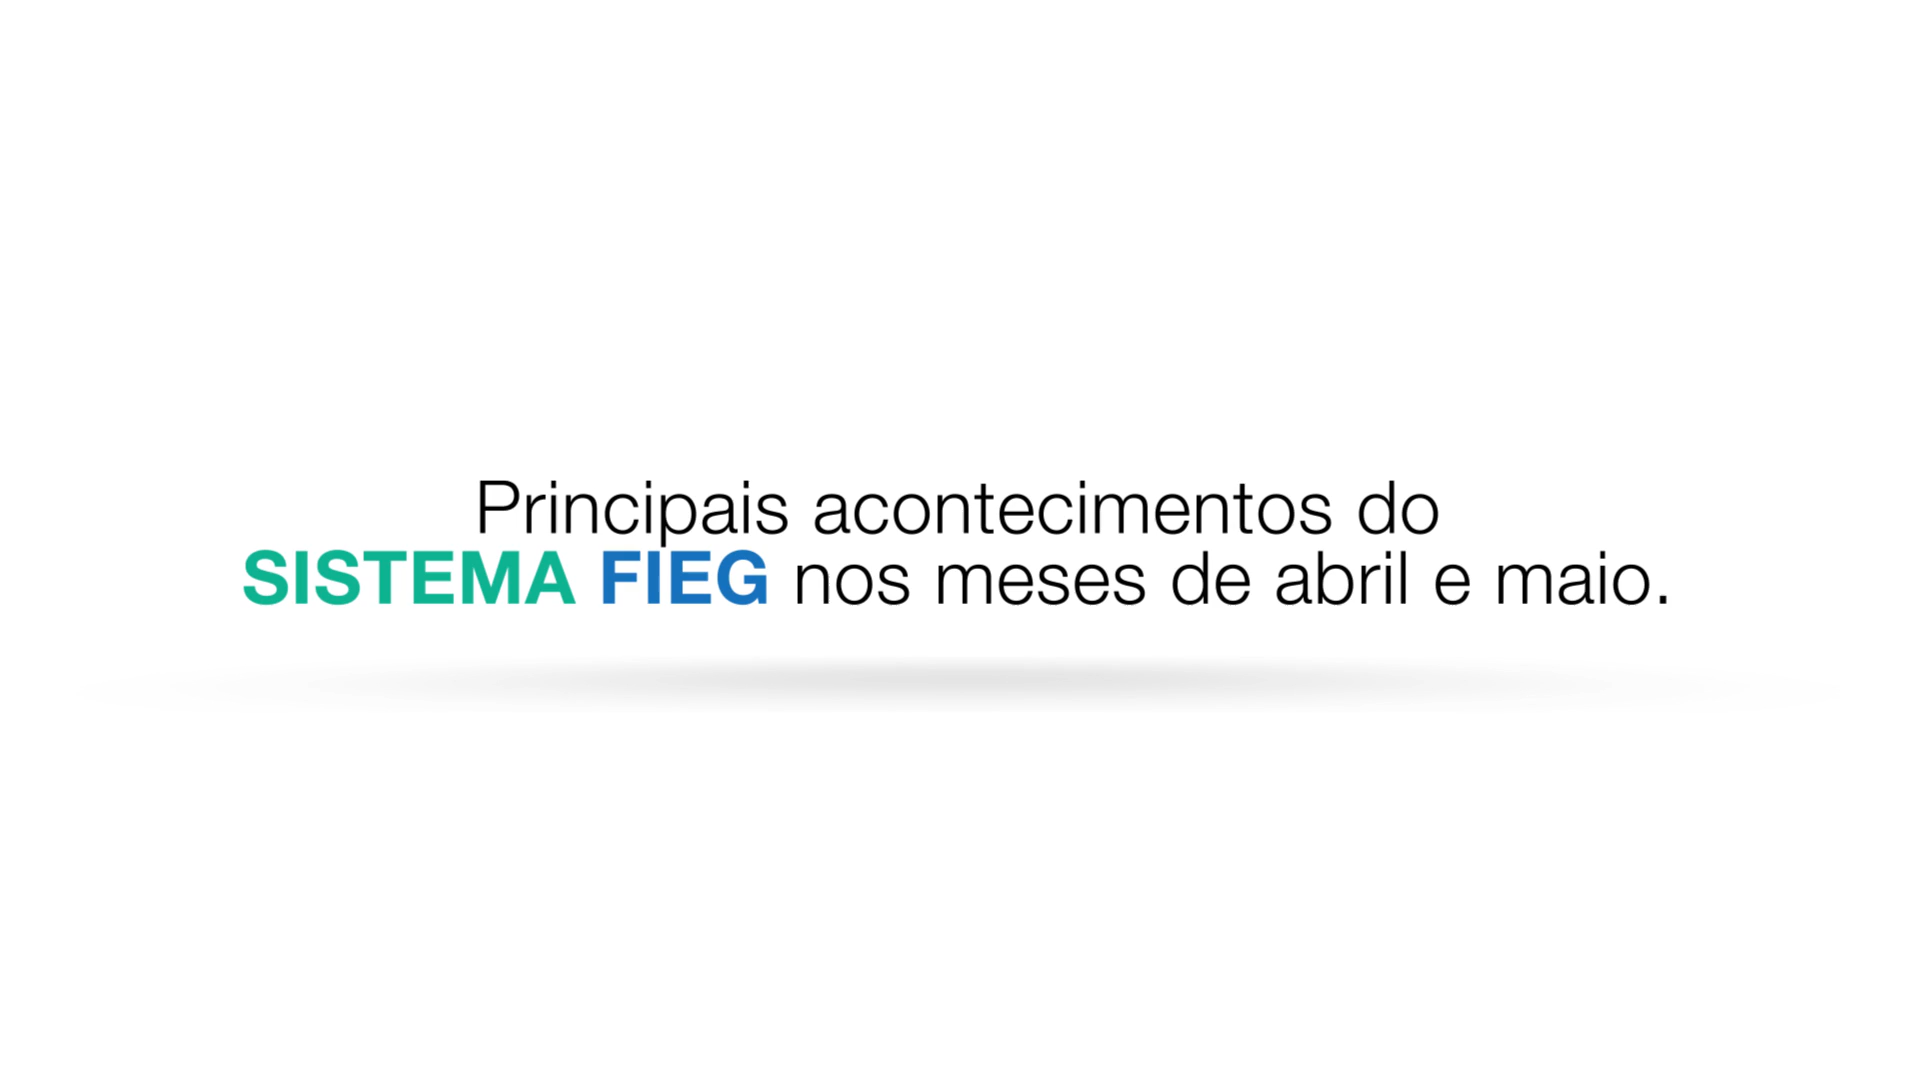 Principais acontecimentos do
SISTEMA FIEG nos meses de abril e maio.